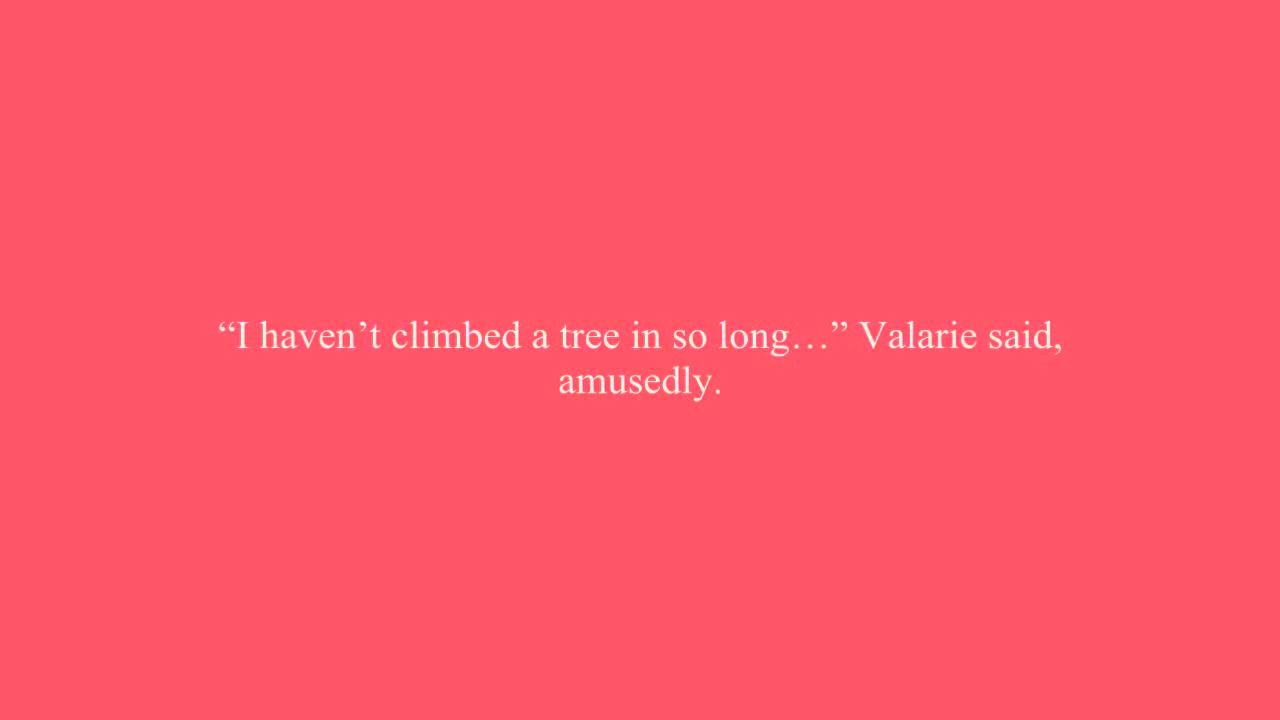 “I haven’t climbed a tree in so long…” Valarie said,
amusedly.